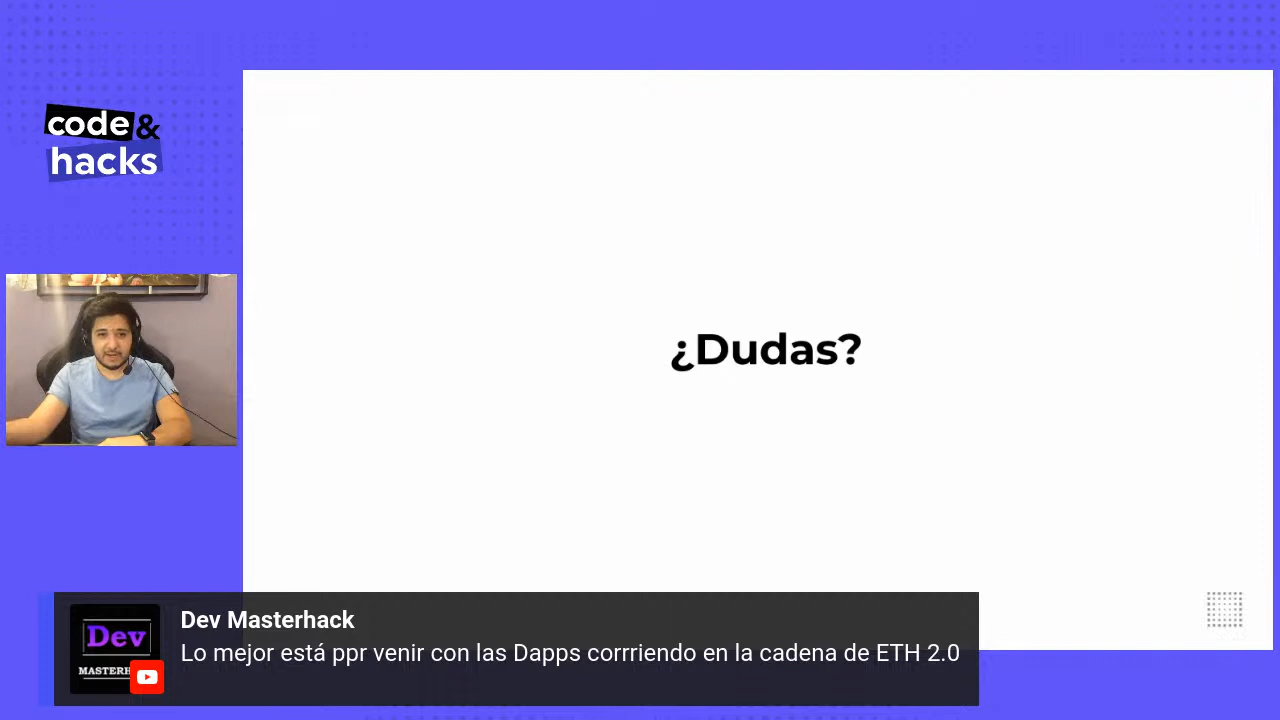 code&
hacks
¿Dudas?
Dev
Dev Masterhack
Lo mejor está ppr venir con las Dapps corrriendo en la cadena de ETH 2.0